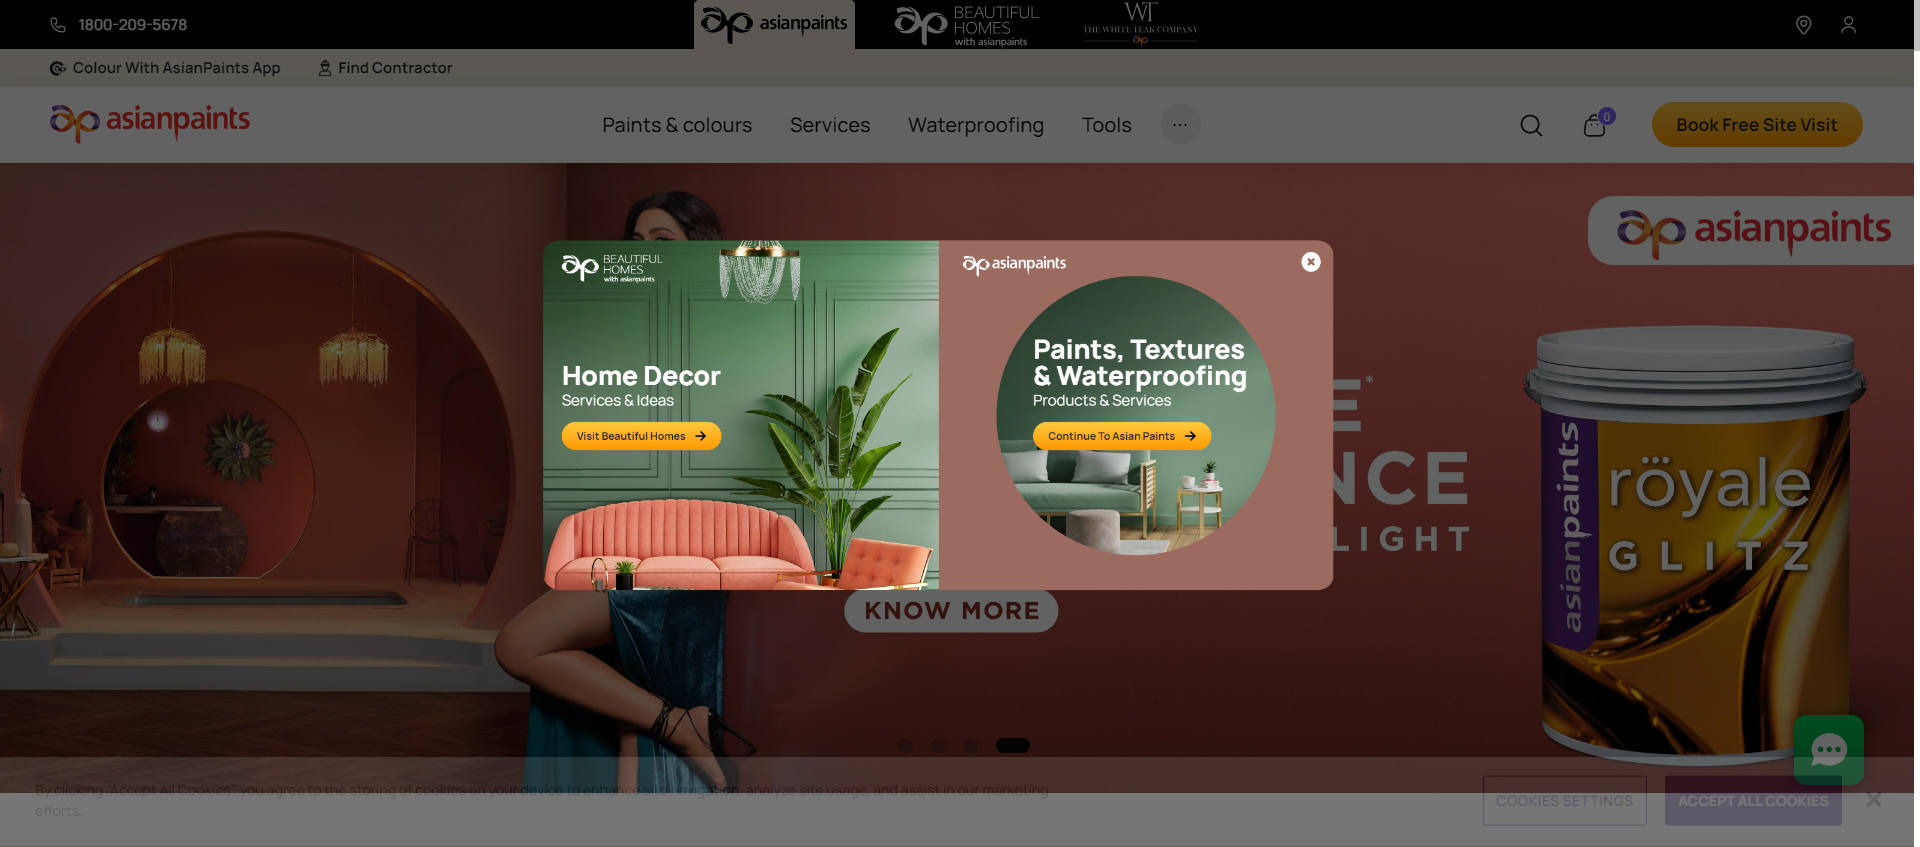 1800-209-5678
asianpaints
BEAUTIFUL
HOMES
with asianpaints
WT
THE WHITE TEAK COMPANY
Colour With AsianPaints App
Find Contractor
asianpaints
Paints & colours
Services
Waterproofing
Tools
...
0
Book Free Site Visit
asianpaints
BEAUTIFUL
HOMES
with asianpaints
Home Decor
Services & Ideas
Visit Beautiful Homes
asianpaints
Paints, Textures
& Waterproofing
Products & Services
Continue To Asian Paints
E*
NCE
LIGHT
KNOW MORE
asianpaints
röyale
GLITZ
By clicking "Accept All Cookies", you agree to the storing of cookies on your device to enhance site navigation, analyze site usage, and assist in our marketing
efforts.
COOKIES SETTINGS
ACCEPT ALL COOKIES